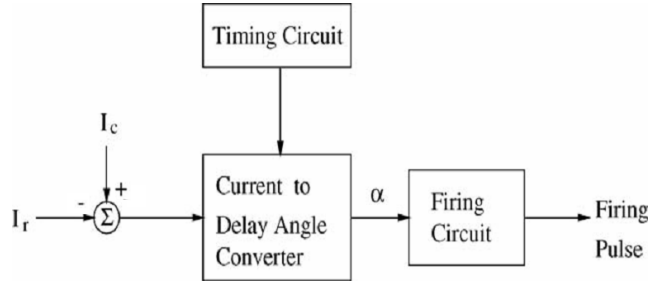 Timing Circuit
I_c
- +
I_r
Σ
Current to
Delay Angle
Converter
α
Firing
Circuit
Firing
Pulse